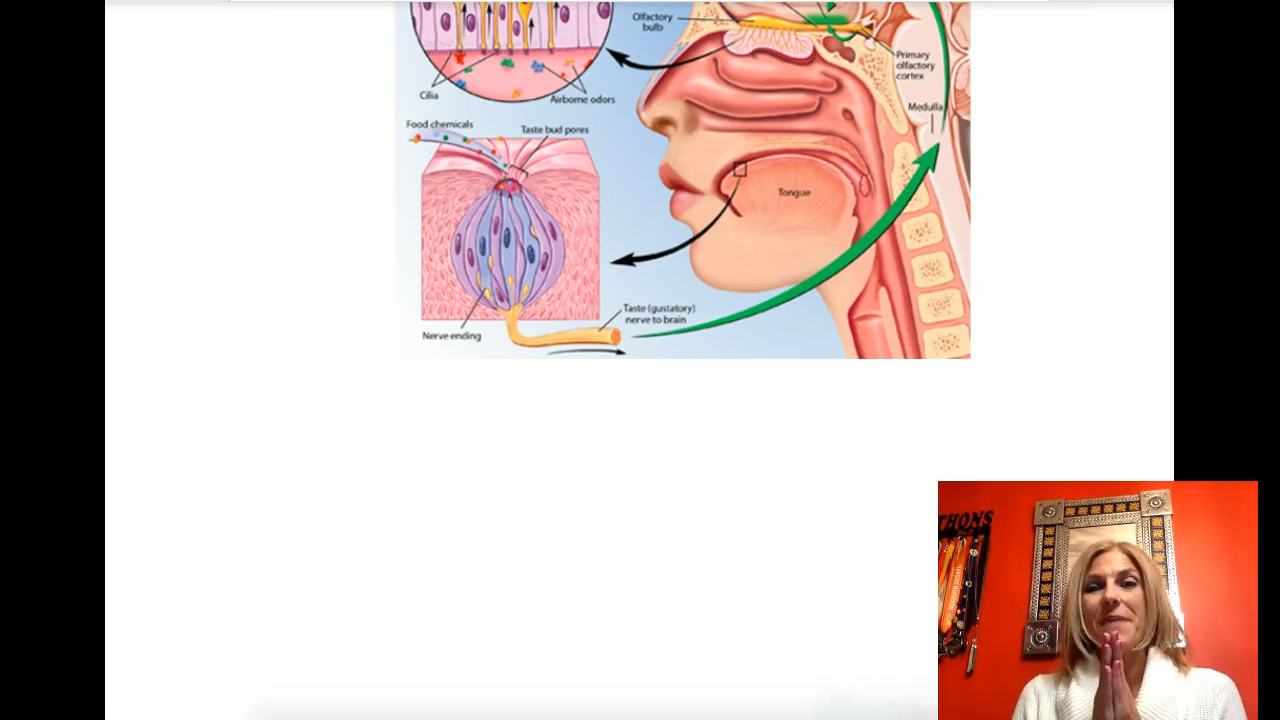 Olfactory
bulb
Primary
olfactory
cortex
Cilia
Airborne odors
Medulla
Food chemicals
Taste bud pores
Tongue
Taste (gustatory)
nerve to brain
Nerve ending
THONS